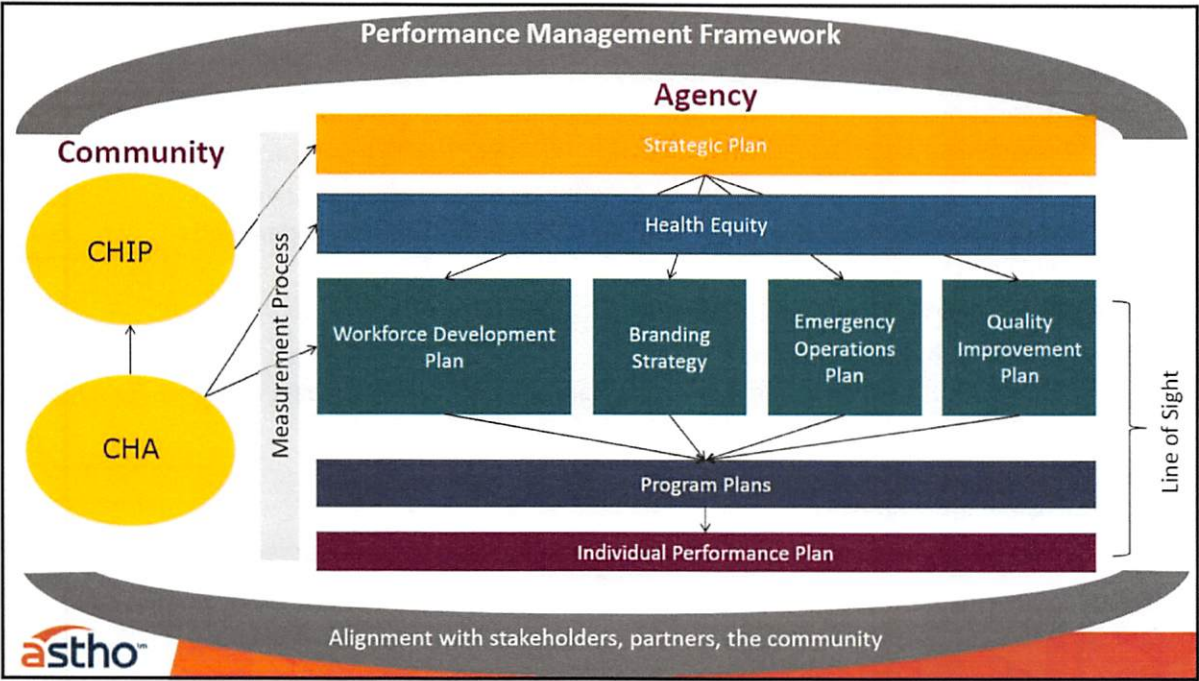 Performance Management Framework
Agency
Community
Strategic Plan
Health Equity
CHIP
Measurement Process
Workforce Development
Plan
Branding
Strategy
Emergency
Operations
Plan
Quality
Improvement
Plan
Line of Sight
CHA
Program Plans
Individual Performance Plan
Alignment with stakeholders, partners, the community
astho™